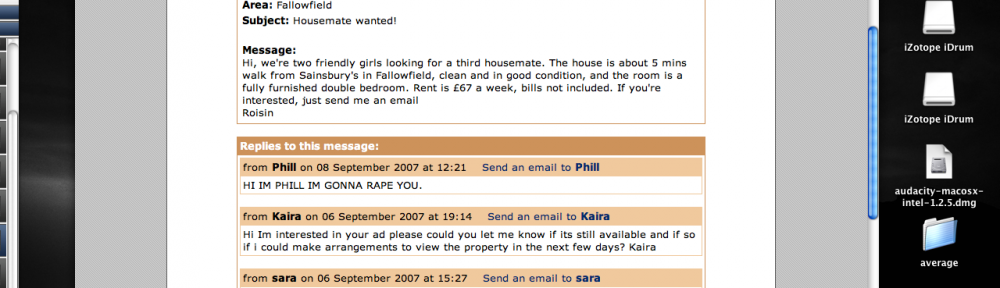 Area: Fallowfield
Subject: Housemate wanted!
Message:
Hi, we're two friendly girls looking for a third housemate. The house is about 5 mins
walk from Sainsbury's in Fallowfield, clean and in good condition, and the room is a
fully furnished double bedroom. Rent is £67 a week, bills not included. If you're
interested, just send me an email
Roisin
Replies to this message:
from Phill on 08 September 2007 at 12:21 Send an email to Phill
HI IM PHILL IM GONNA RAPE YOU.
from Kaira on 06 September 2007 at 19:14 Send an email to Kaira
Hi Im interested in your ad please could you let me know if its still available and if so
if i could make arrangements to view the property in the next few days? Kaira
from sara on 06 September 2007 at 15:27 Send an email to sara
iZotope iDrum
iZotope iDrum
audacity-macosx-
intel-1.2.5.dmg
average